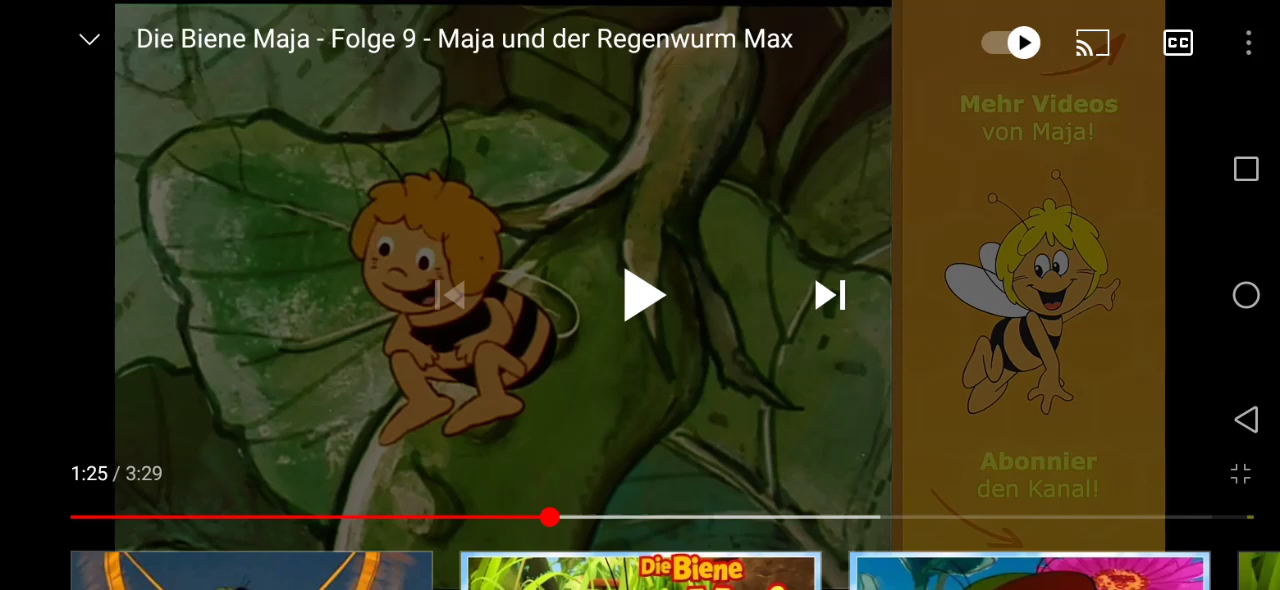 Die Biene Maja - Folge 9 - Maja und der Regenwurm Max
CC
Mehr Videos
von Maja!
Abonnier
den Kanal!
1:25 / 3:29
Die Biene